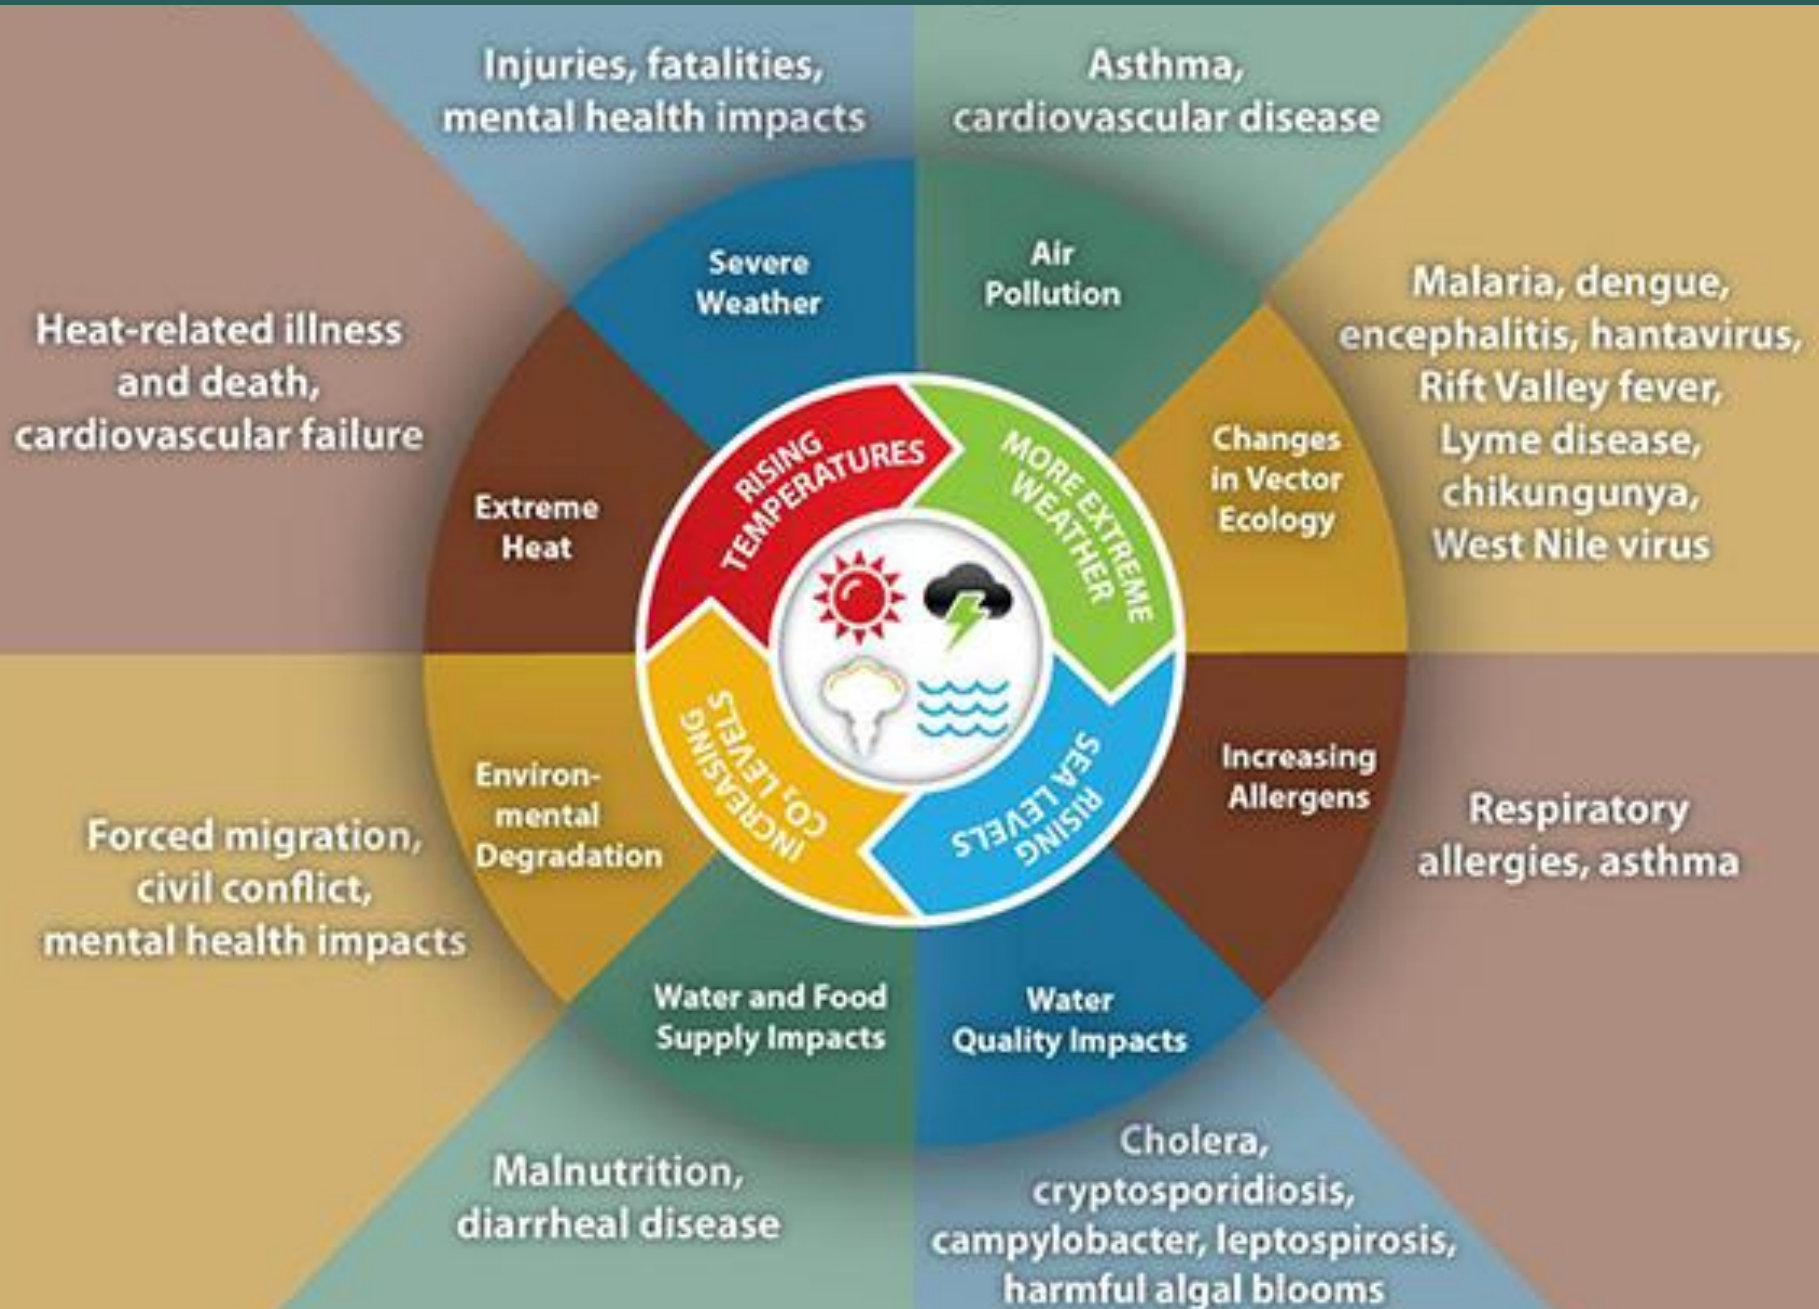 Injuries, fatalities,
mental health impacts
Asthma,
cardiovascular disease
Severe
Weather
Air
Pollution
Malaria, dengue,
encephalitis, hantavirus,
Rift Valley fever,
Lyme disease,
chikungunya,
West Nile virus
Heat-related illness
and death,
cardiovascular failure
Changes
in Vector
Ecology
Extreme
Heat
RISING
TEMPERATURES
MORE EXTREME
WEATHER
RISING
SEA LEVELS
INCREASING
CO₂ LEVELS
Increasing
Allergens
Respiratory
allergies, asthma
Environ-
mental
Degradation
Forced migration,
civil conflict,
mental health impacts
Water and Food
Supply Impacts
Water
Quality Impacts
Malnutrition,
diarrheal disease
Cholera,
cryptosporidiosis,
campylobacter, leptospirosis,
harmful algal blooms